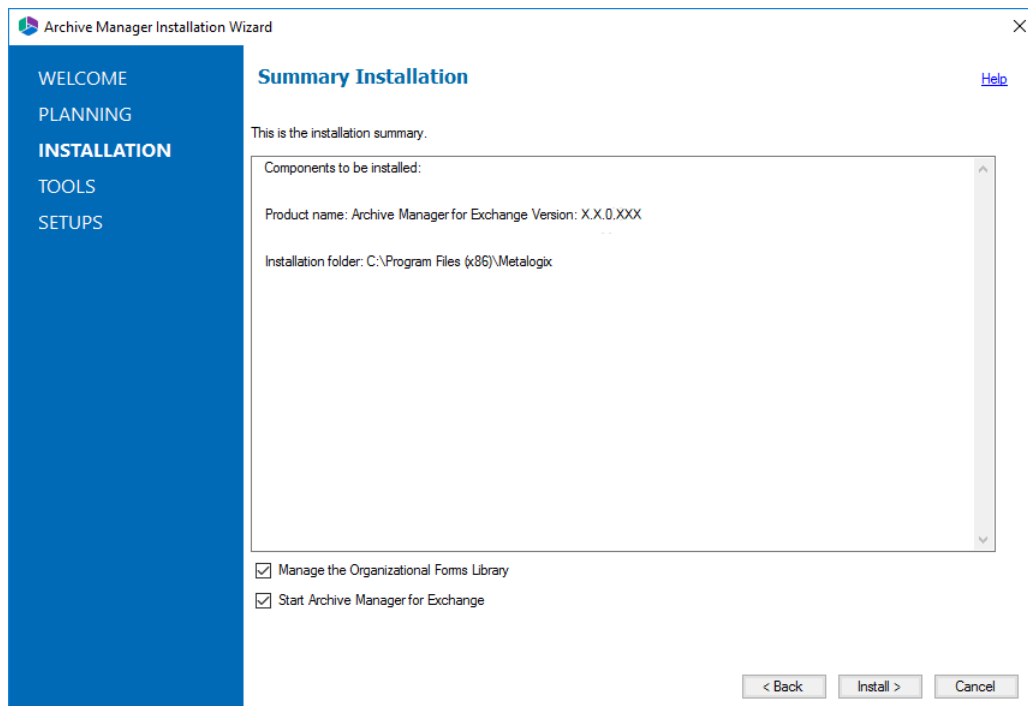 Archive Manager Installation Wizard
WELCOME
PLANNING
INSTALLATION
TOOLS
SETUPS
Summary Installation
Help
This is the installation summary.
Components to be installed:
Product name: Archive Manager for Exchange Version: X.X.0.XXX
Installation folder: C:\Program Files (x86)\Metalogix
Manage the Organizational Forms Library
Start Archive Manager for Exchange
< Back
Install >
Cancel